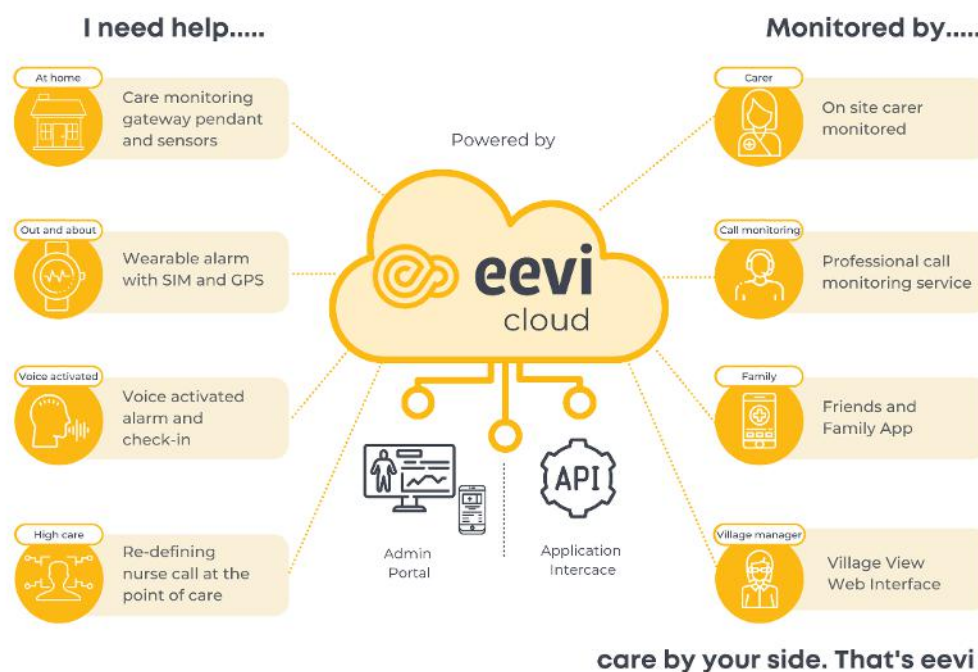 I need help.....
Monitored by.....
At home
Care monitoring
gateway pendant
and sensors
Out and about
Wearable alarm
with SIM and GPS
Voice activated
Voice activated
alarm and
check-in
High care
Re-defining
nurse call at the
point of care
Powered by
eevi
cloud
Admin
Portal
API
Application
Intercace
Carer
On site carer
monitored
Call monitoring
Professional call
monitoring service
Family
Friends and
Family App
Village manager
Village View
Web Interface
care by your side. That's eevi